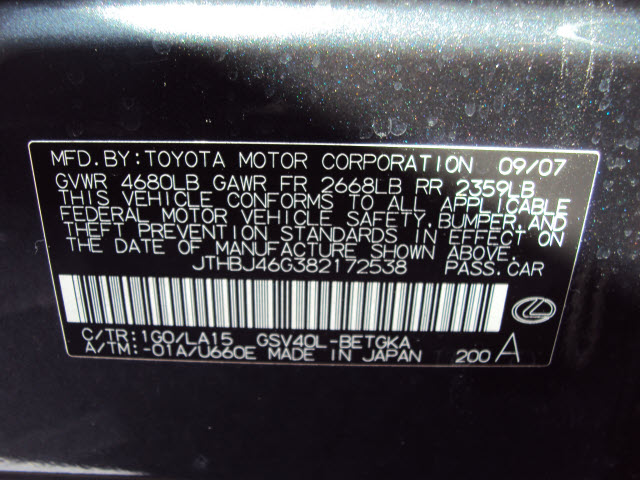 MFD.BY:TOYOTA MOTOR CORPORATION 09/07
GVWR 4680LB GAWR FR 2668LB RR 2359LB
THIS VEHICLE CONFORMS TO ALL APPLICABLE
FEDERAL MOTOR VEHICLE SAFETY,BUMPER,AND
THEFT PREVENTION STANDARDS IN EFFECT ON
THE DATE OF MANUFACTURE SHOWN ABOVE.
JTHBJ46G382172538 PASS.CAR
C/TR:1G0/LA15 GSV40L-BETGKA
A/TM:-01A/U660E MADE IN JAPAN 200 A